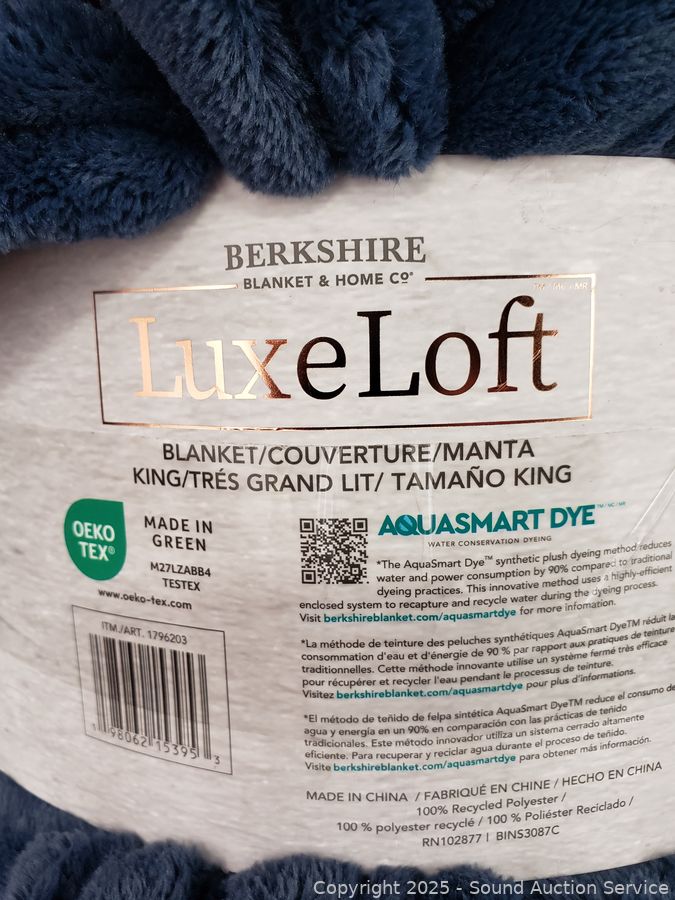 BERKSHIRE
BLANKET & HOME Cº®
TM / MC / MR
LuxeLoft
BLANKET/COUVERTURE/MANTA
KING/TRÉS GRAND LIT/ TAMAÑO KING
OEKO
TEX®
MADE IN
GREEN
M27LZABB4
TESTEX
www.oeko-tex.com
ITM./ART. 1796203
1 98062 15395 3
AQUASMART DYE TM / MC / MR
WATER CONSERVATION DYEING
*The AquaSmart Dye™ synthetic plush dyeing method reduces
water and power consumption by 90% compared to traditional
dyeing practices. This innovative method uses a highly-efficient
enclosed system to recapture and recycle water during the dyeing process.
Visit berkshireblanket.com/aquasmartdye for more infomation.
*La méthode de teinture des peluches synthétiques AquaSmart DyeTM réduit la
consommation d'eau et d'énergie de 90 % par rapport aux pratiques de teinture
traditionnelles. Cette méthode innovante utilise un système fermé très efficace
pour récupérer et recycler l'eau pendant le processus de teinture.
Visitez berkshireblanket.com/aquasmartdye pour plus d'informations.
*El método de teñido de felpa sintética AquaSmart DyeTM reduce el consumo de
agua y energía en un 90% en comparación con las prácticas de teñido
tradicionales. Este método innovador utiliza un sistema cerrado altamente
eficiente. Para recuperar y reciclar agua durante el proceso de teñido.
Visite berkshireblanket.com/aquasmartdye para obtener más información.
MADE IN CHINA / FABRIQUÉ EN CHINE / HECHO EN CHINA
100% Recycled Polyester /
100 % polyester recyclé / 100 % Poliéster Reciclado /
RN102877 | BINS3087C
Copyright 2025 - Sound Auction Service